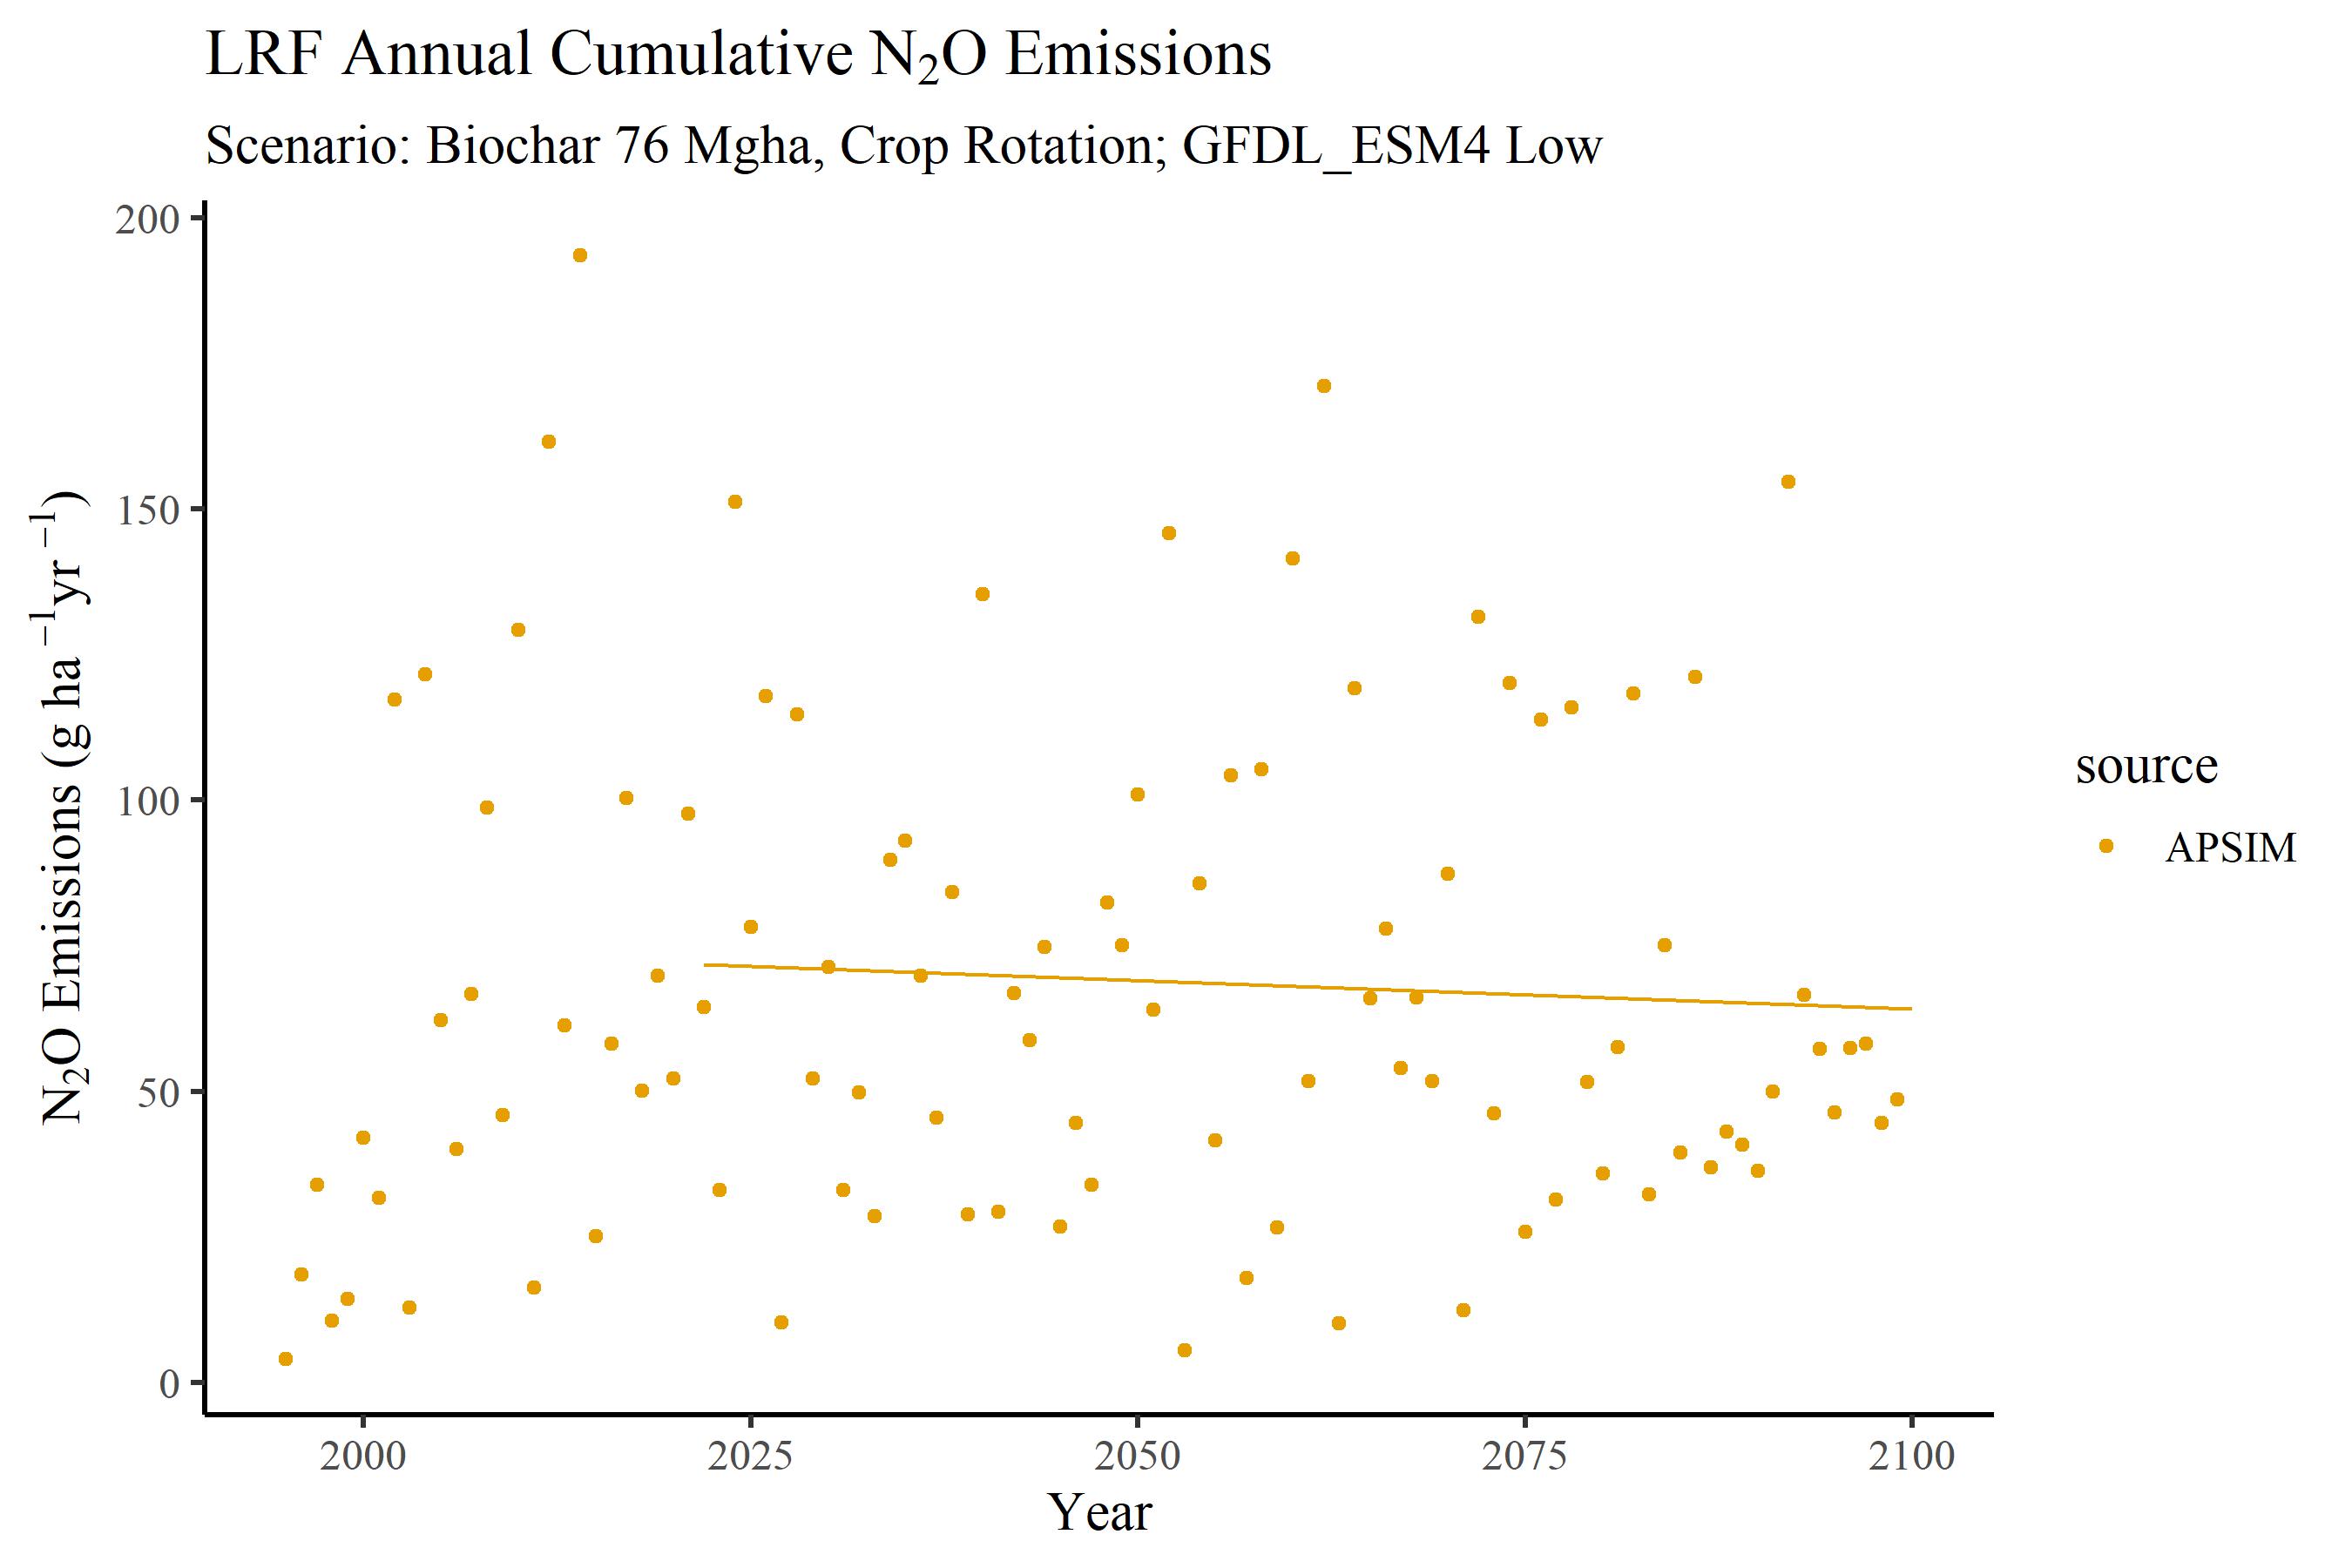 LRF Annual Cumulative N₂O Emissions
Scenario: Biochar 76 Mgha, Crop Rotation; GFDL_ESM4 Low
N₂O Emissions (g ha ⁻¹yr ⁻¹)
200
150
100
50
0
2000
2025
2050
2075
2100
Year
source
APSIM